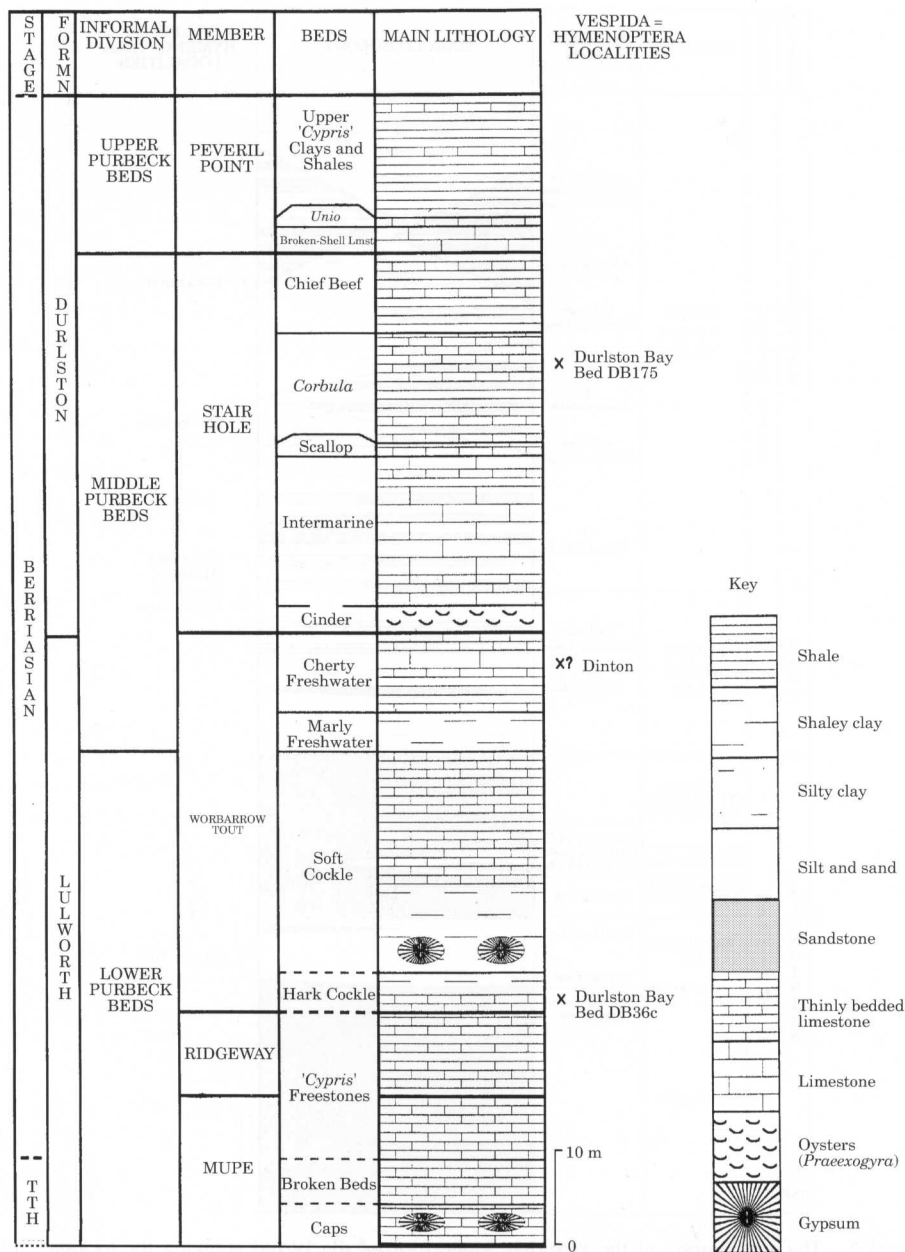 STAGE
FORMN
INFORMAL
DIVISION
MEMBER
BEDS
MAIN LITHOLOGY
VESPIDA =
HYMENOPTERA
LOCALITIES
BERRIASIAN
TTH
DURLSTON
LULWORTH
UPPER
PURBECK
BEDS
MIDDLE
PURBECK
BEDS
LOWER
PURBECK
BEDS
PEVERIL
POINT
STAIR
HOLE
WORBARROW
TOUT
RIDGEWAY
MUPE
Upper
'Cypris'
Clays and
Shales
Unio
Broken-Shell Lmst
Chief Beef
Corbula
Scallop
Intermarine
Cinder
Cherty
Freshwater
Marly
Freshwater
Soft
Cockle
Hark Cockle
'Cypris'
Freestones
Broken Beds
Caps
x Durlston Bay
Bed DB175
x? Dinton
x Durlston Bay
Bed DB36c
10 m
0
Key
Shale
Shaley clay
Silty clay
Silt and sand
Sandstone
Thinly bedded
limestone
Limestone
Oysters
(Praeexogyra)
Gypsum